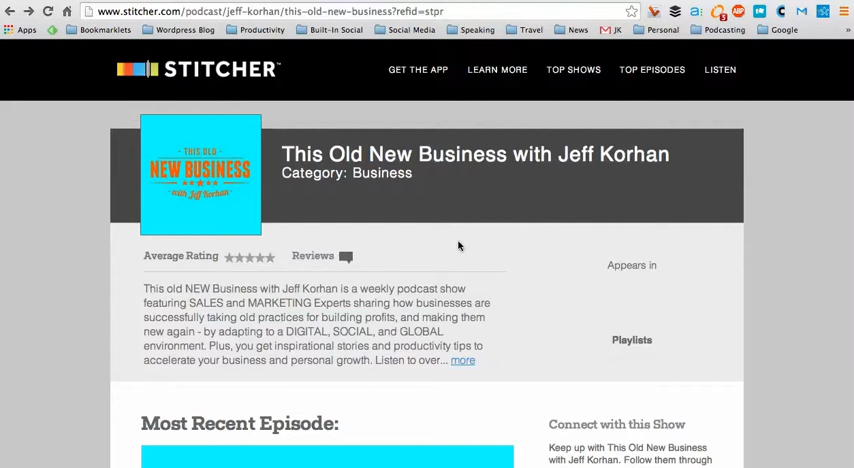 www.stitcher.com/podcast/jeff-korhan/this-old-new-business?refid=stpr
Apps Bookmarklets Wordpress Blog Productivity Built-In Social Social Media Speaking Travel News JK Personal Podcasting Google
STITCHER
GET THE APP LEARN MORE TOP SHOWS TOP EPISODES LISTEN
THIS OLD
NEW BUSINESS
with Jeff Korhan
This Old New Business with Jeff Korhan
Category: Business
Average Rating Reviews
Appears in
This old NEW Business with Jeff Korhan is a weekly podcast show
featuring SALES and MARKETING Experts sharing how businesses are
successfully taking old practices for building profits, and making them
new again - by adapting to a DIGITAL, SOCIAL, and GLOBAL
environment. Plus, you get inspirational stories and productivity tips to
accelerate your business and personal growth. Listen to over... more
Playlists
Most Recent Episode:
Connect with this Show
Keep up with This Old New Business
with Jeff Korhan. Follow them through